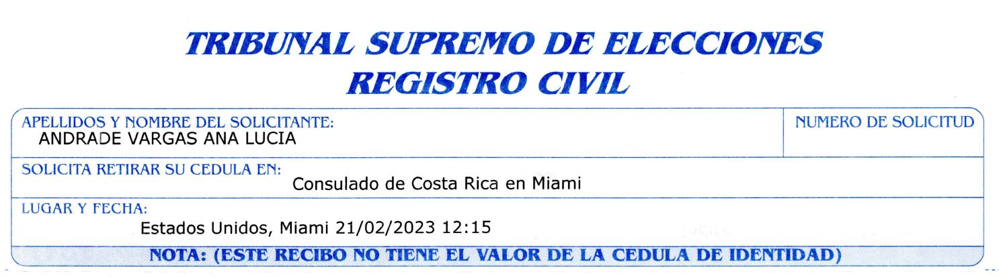 TRIBUNAL SUPREMO DE ELECCIONES
REGISTRO CIVIL
APELLIDOS Y NOMBRE DEL SOLICITANTE:
NUMERO DE SOLICITUD
ANDRADE VARGAS ANA LUCIA
SOLICITA RETIRAR SU CEDULA EN:
Consulado de Costa Rica en Miami
LUGAR Y FECHA:
Estados Unidos, Miami 21/02/2023 12:15
NOTA: (ESTE RECIBO NO TIENE EL VALOR DE LA CEDULA DE IDENTIDAD)